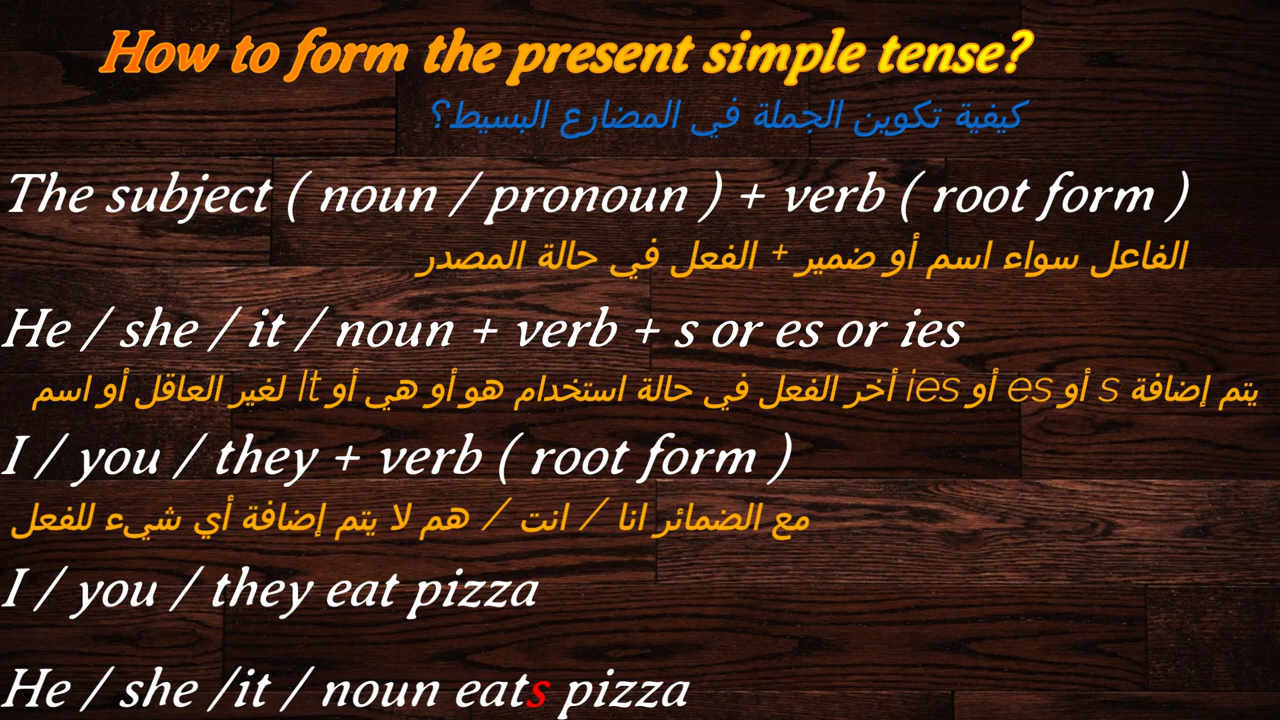 How to form the present simple tense?
كيفية تكوين الجملة في المضارع البسيط؟
The subject ( noun / pronoun ) + verb ( root form )
الفاعل سواء اسم أو ضمير + الفعل في حالة المصدر
He / she / it / noun + verb + s or es or ies
يتم إضافة s أو es أو ies أخر الفعل في حالة استخدام هو أو هي أو It لغير العاقل أو اسم
I / you / they + verb ( root form )
مع الضمائر انا / انت / هم لا يتم إضافة أي شيء للفعل
I / you / they eat pizza
He / she /it / noun eats pizza